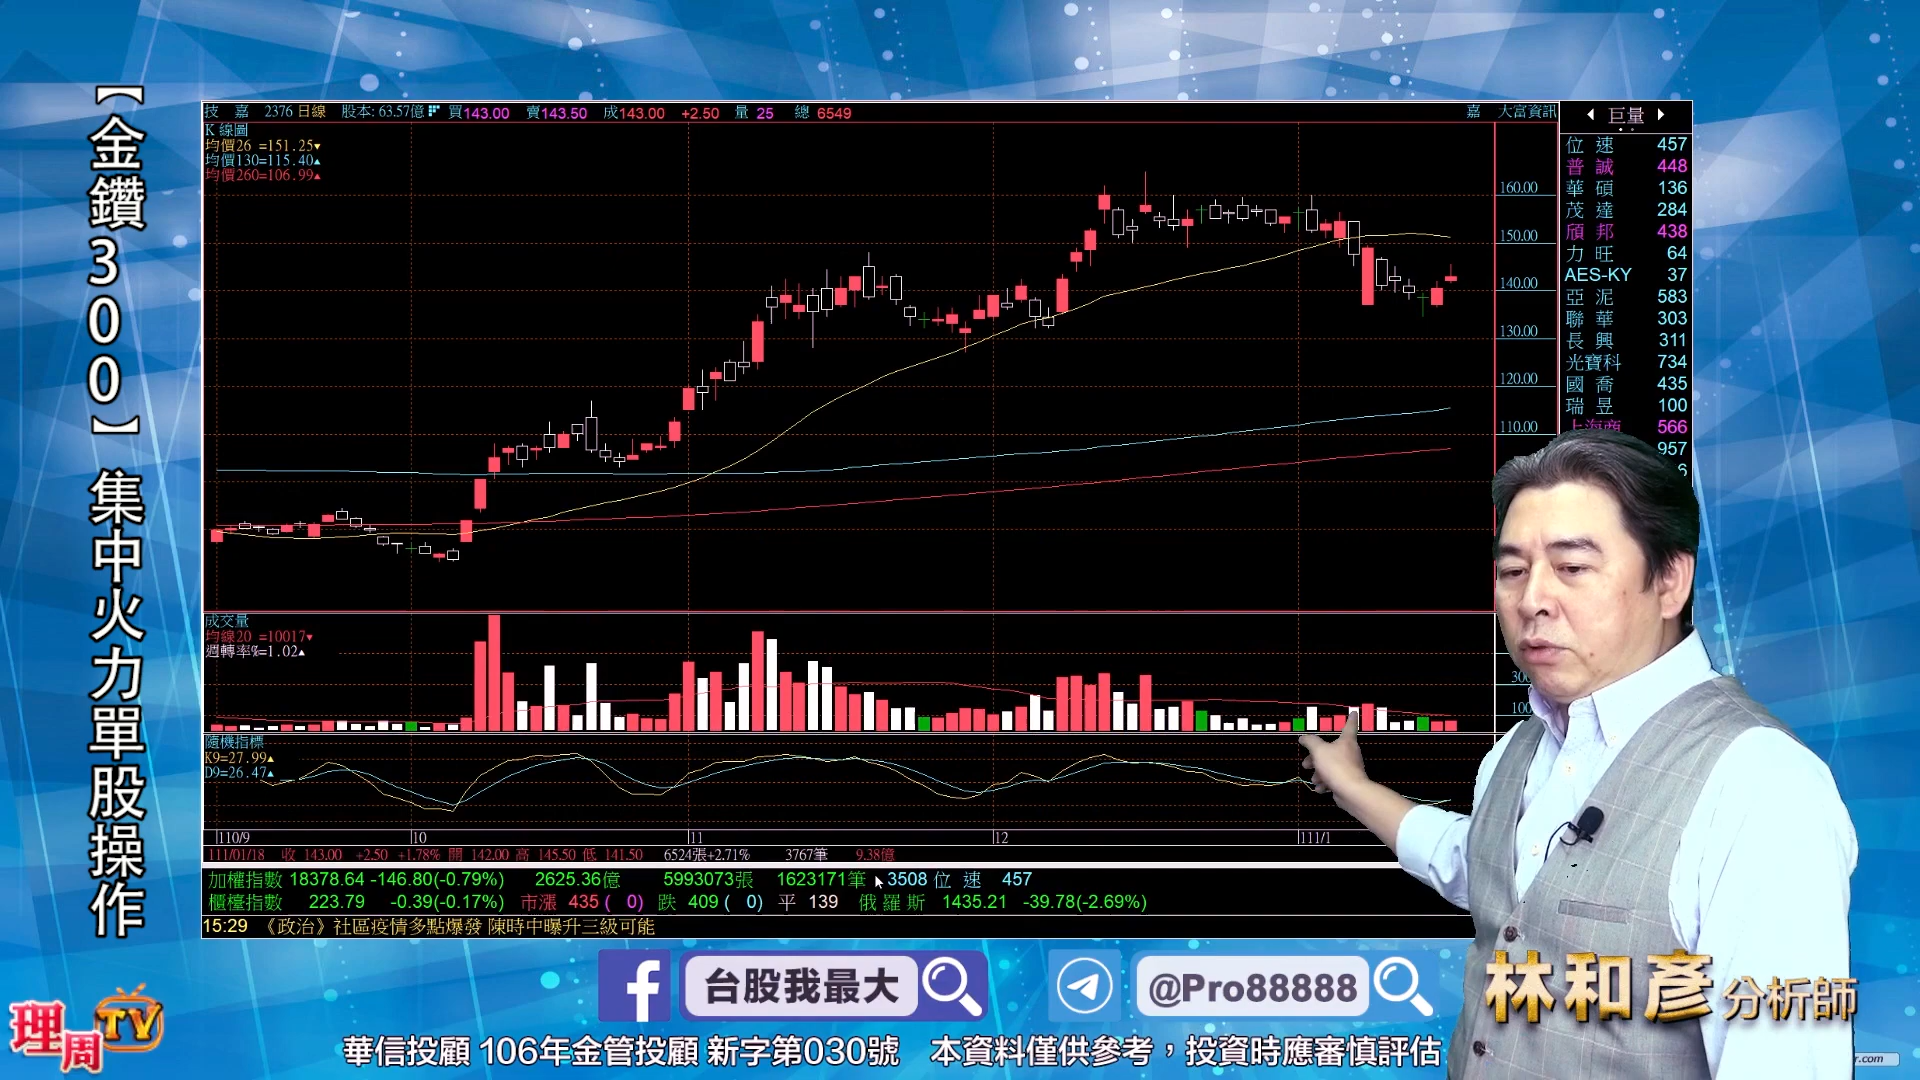 【金鑽300】集中火力單股操作
技 嘉 2376 日線 股本: 63.57億 買143.00 賣143.50 成143.00 +2.50 量 25 總 6549 嘉 大富資訊
K 線圖
均價26 =151.25▾
均價130=115.40▴
均價260=106.99▴
160.00
150.00
140.00
130.00
120.00
110.00
成交量
均線20 =10017▾
週轉率%=1.02▴
300
100
隨機指標
K9=27.99▴
D9=26.47▴
110/9 10 11 12 111/1
111/01/18 收 143.00 +2.50 +1.78% 開 142.00 高 145.50 低 141.50 6524張+2.71% 3767筆 9.38億
加權指數 18378.64 -146.80(-0.79%) 2625.36億 5993073張 1623171筆 3508 位 速 457
櫃檯指數 223.79 -0.39(-0.17%) 市漲 435 ( 0) 跌 409 ( 0) 平 139 俄 羅 斯 1435.21 -39.78(-2.69%)
15:29 《政治》社區疫情多點爆發 陳時中曝升三級可能
巨量
位 速 457
普 誠 448
華 碩 136
茂 達 284
頎 邦 438
力 旺 64
AES-KY 37
亞 泥 583
聯 華 303
長 興 311
光寶科 734
國 喬 435
瑞 昱 100
上海商 566
957
林和彥 分析師
理周TV
台股我最大
@Pro88888
華信投顧 106年金管投顧 新字第030號 本資料僅供參考，投資時應審慎評估
r.com